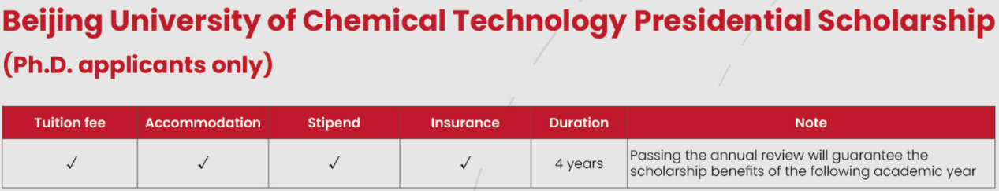 Beijing University of Chemical Technology Presidential Scholarship
(Ph.D. applicants only)
Tuition fee Accommodation Stipend Insurance Duration Note
✓ ✓ ✓ ✓ 4 years Passing the annual review will guarantee the
scholarship benefits of the following academic year